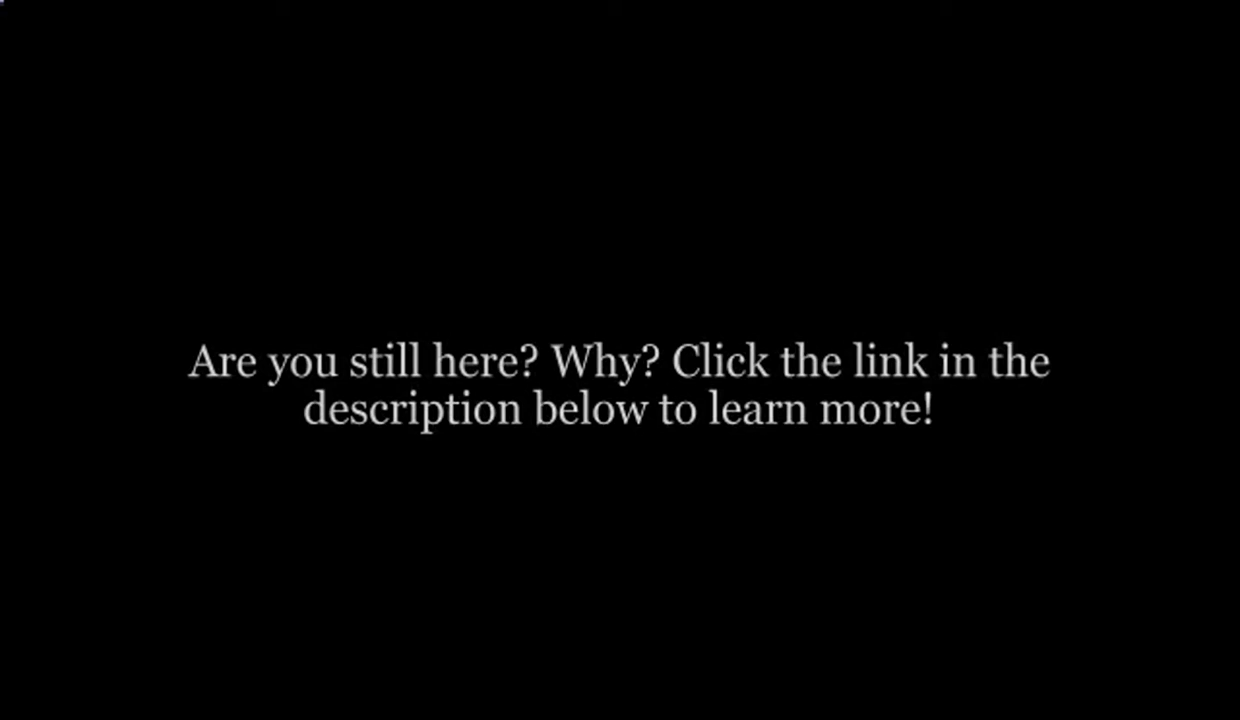 Are you still here? Why? Click the link in the
description below to learn more!